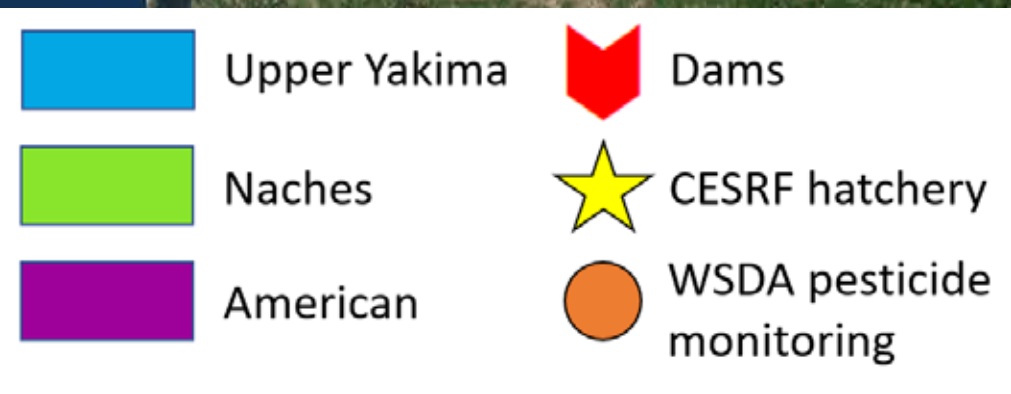 Upper Yakima
Dams
Naches
CESRF hatchery
American
WSDA pesticide
monitoring